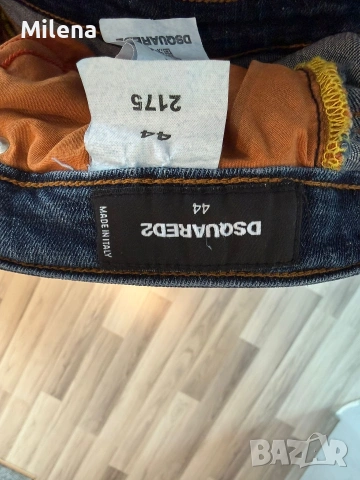 Milena
DSQUARED2
44
2175
DSQUARED2
44
MADE IN ITALY
BAZAR